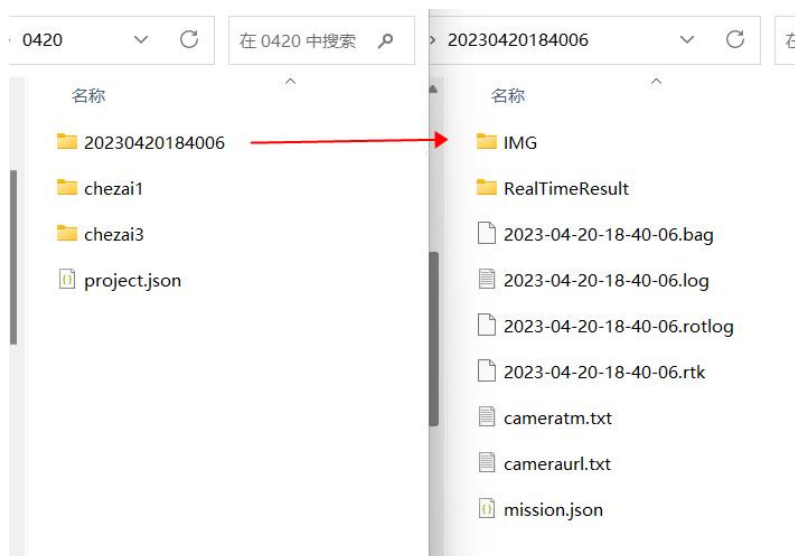 0420
在 0420 中搜索
名称
20230420184006
chezai1
chezai3
project.json
20230420184006
名称
IMG
RealTimeResult
2023-04-20-18-40-06.bag
2023-04-20-18-40-06.log
2023-04-20-18-40-06.rotlog
2023-04-20-18-40-06.rtk
cameratm.txt
cameraurl.txt
mission.json